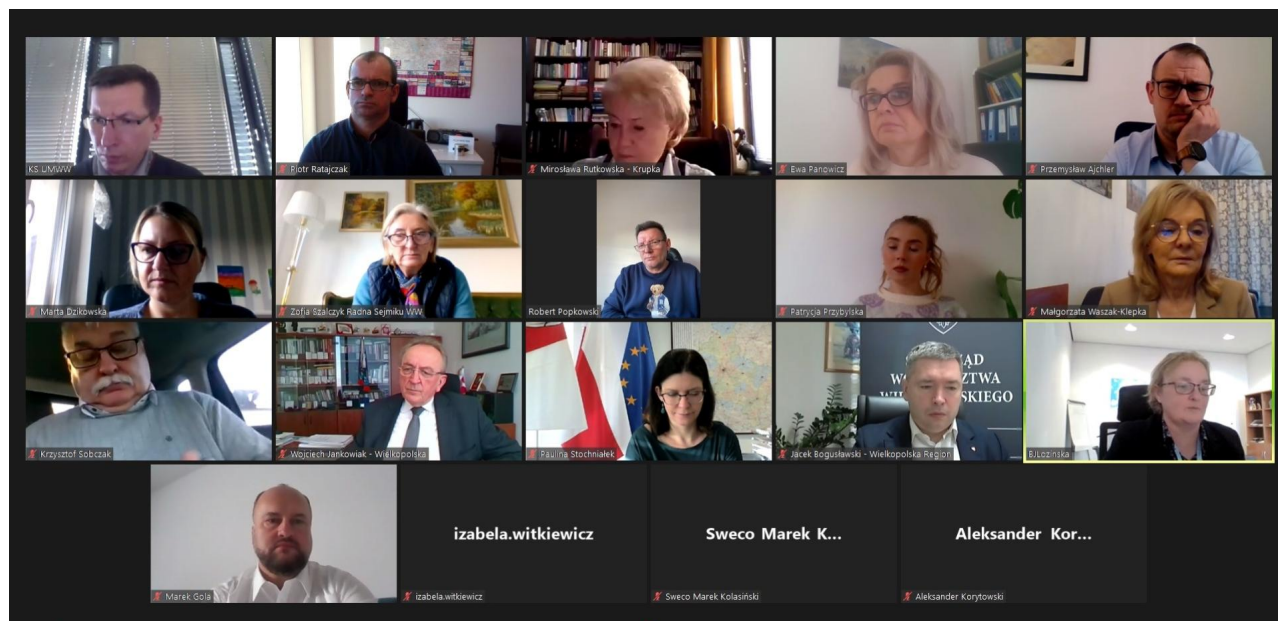 KS UMWW
Piotr Ratajczak
Mirosława Rutkowska - Krupka
Ewa Panowicz
Przemysław Ajchler
Marta Dzikowska
Zofia Szalczyk Radna Sejmiku WW
Robert Popkowski
Patrycja Przybylska
Małgorzata Waszak-Klepka
Krzysztof Sobczak
Wojciech-Jankowiak - Wielkopolska
Paulina Stochniałek
Jacek Bogusławski - Wielkopolska Region
BJLozinska
Marek Gola
izabela.witkiewicz
izabela.witkiewicz
Sweco Marek K...
Sweco Marek Kolasiński
Aleksander Kor...
Aleksander Korytowski